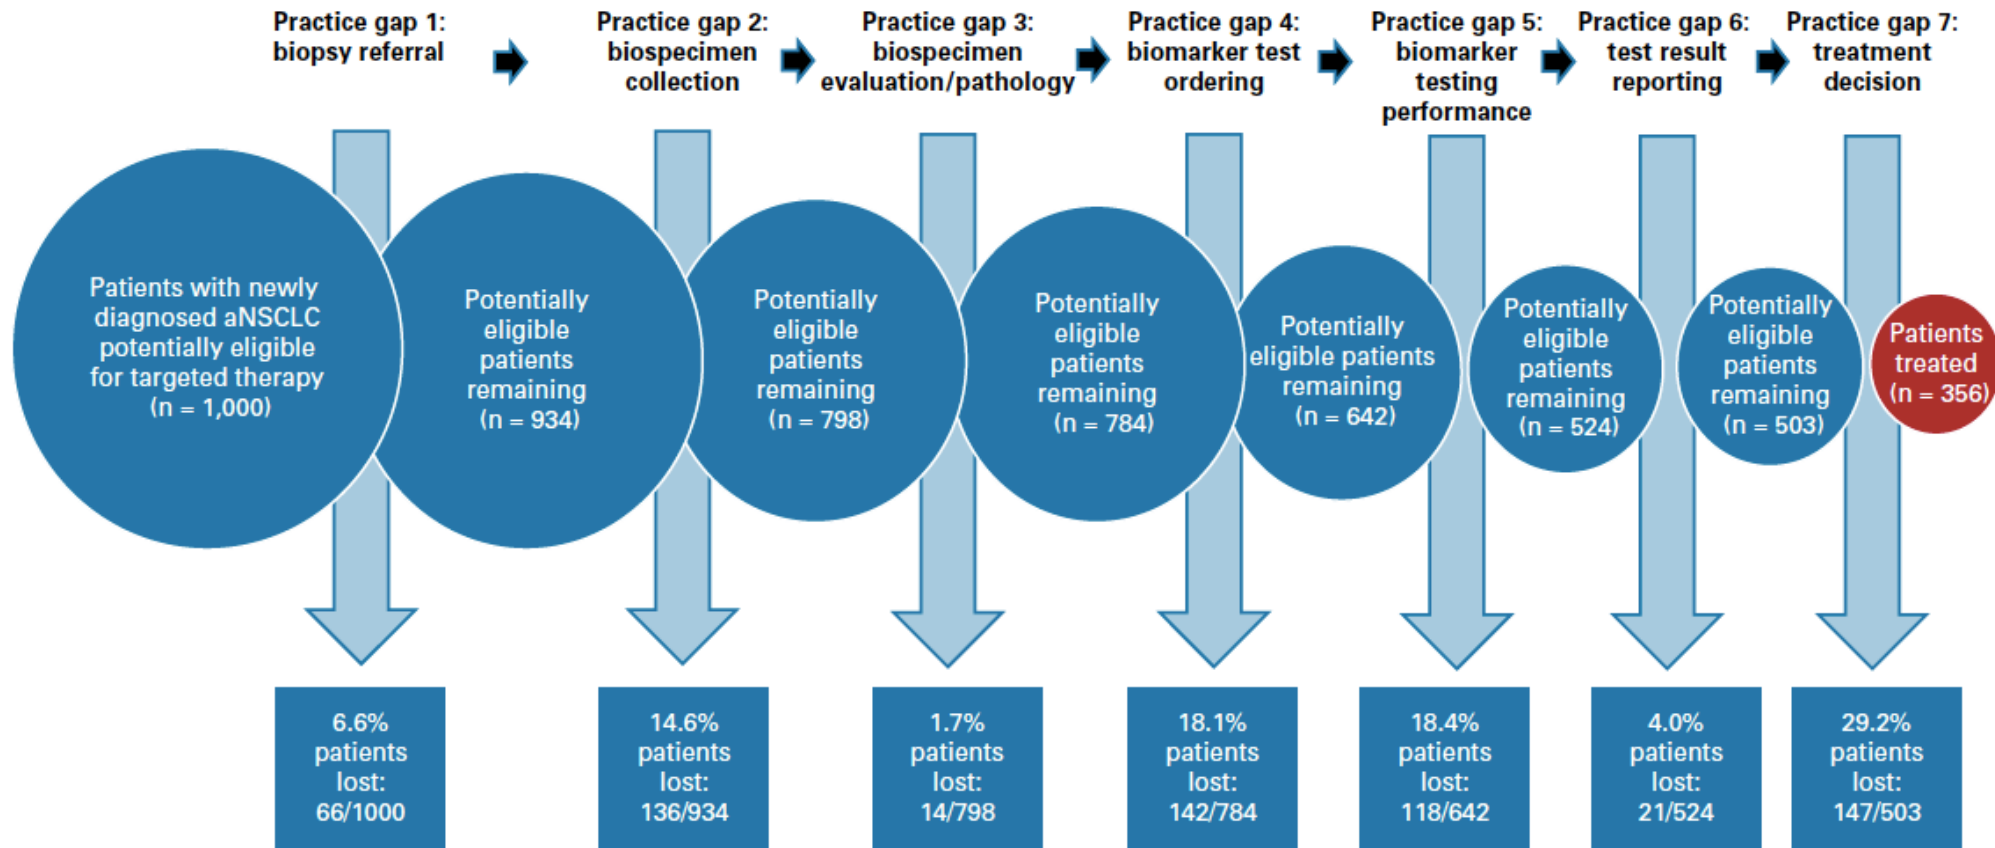 Practice gap 1:
biopsy referral
Practice gap 2:
biospecimen
collection
Practice gap 3:
biospecimen
evaluation/pathology
Practice gap 4:
biomarker test
ordering
Practice gap 5:
biomarker
testing
performance
Practice gap 6:
test result
reporting
Practice gap 7:
treatment
decision
Patients with newly
diagnosed aNSCLC
potentially eligible
for targeted therapy
(n = 1,000)
Potentially
eligible
patients
remaining
(n = 934)
Potentially
eligible
patients
remaining
(n = 798)
Potentially
eligible
patients
remaining
(n = 784)
Potentially
eligible patients
remaining
(n = 642)
Potentially
eligible
patients
remaining
(n = 524)
Potentially
eligible
patients
remaining
(n = 503)
Patients
treated
(n = 356)
6.6%
patients
lost:
66/1000
14.6%
patients
lost:
136/934
1.7%
patients
lost:
14/798
18.1%
patients
lost:
142/784
18.4%
patients
lost:
118/642
4.0%
patients
lost:
21/524
29.2%
patients
lost:
147/503